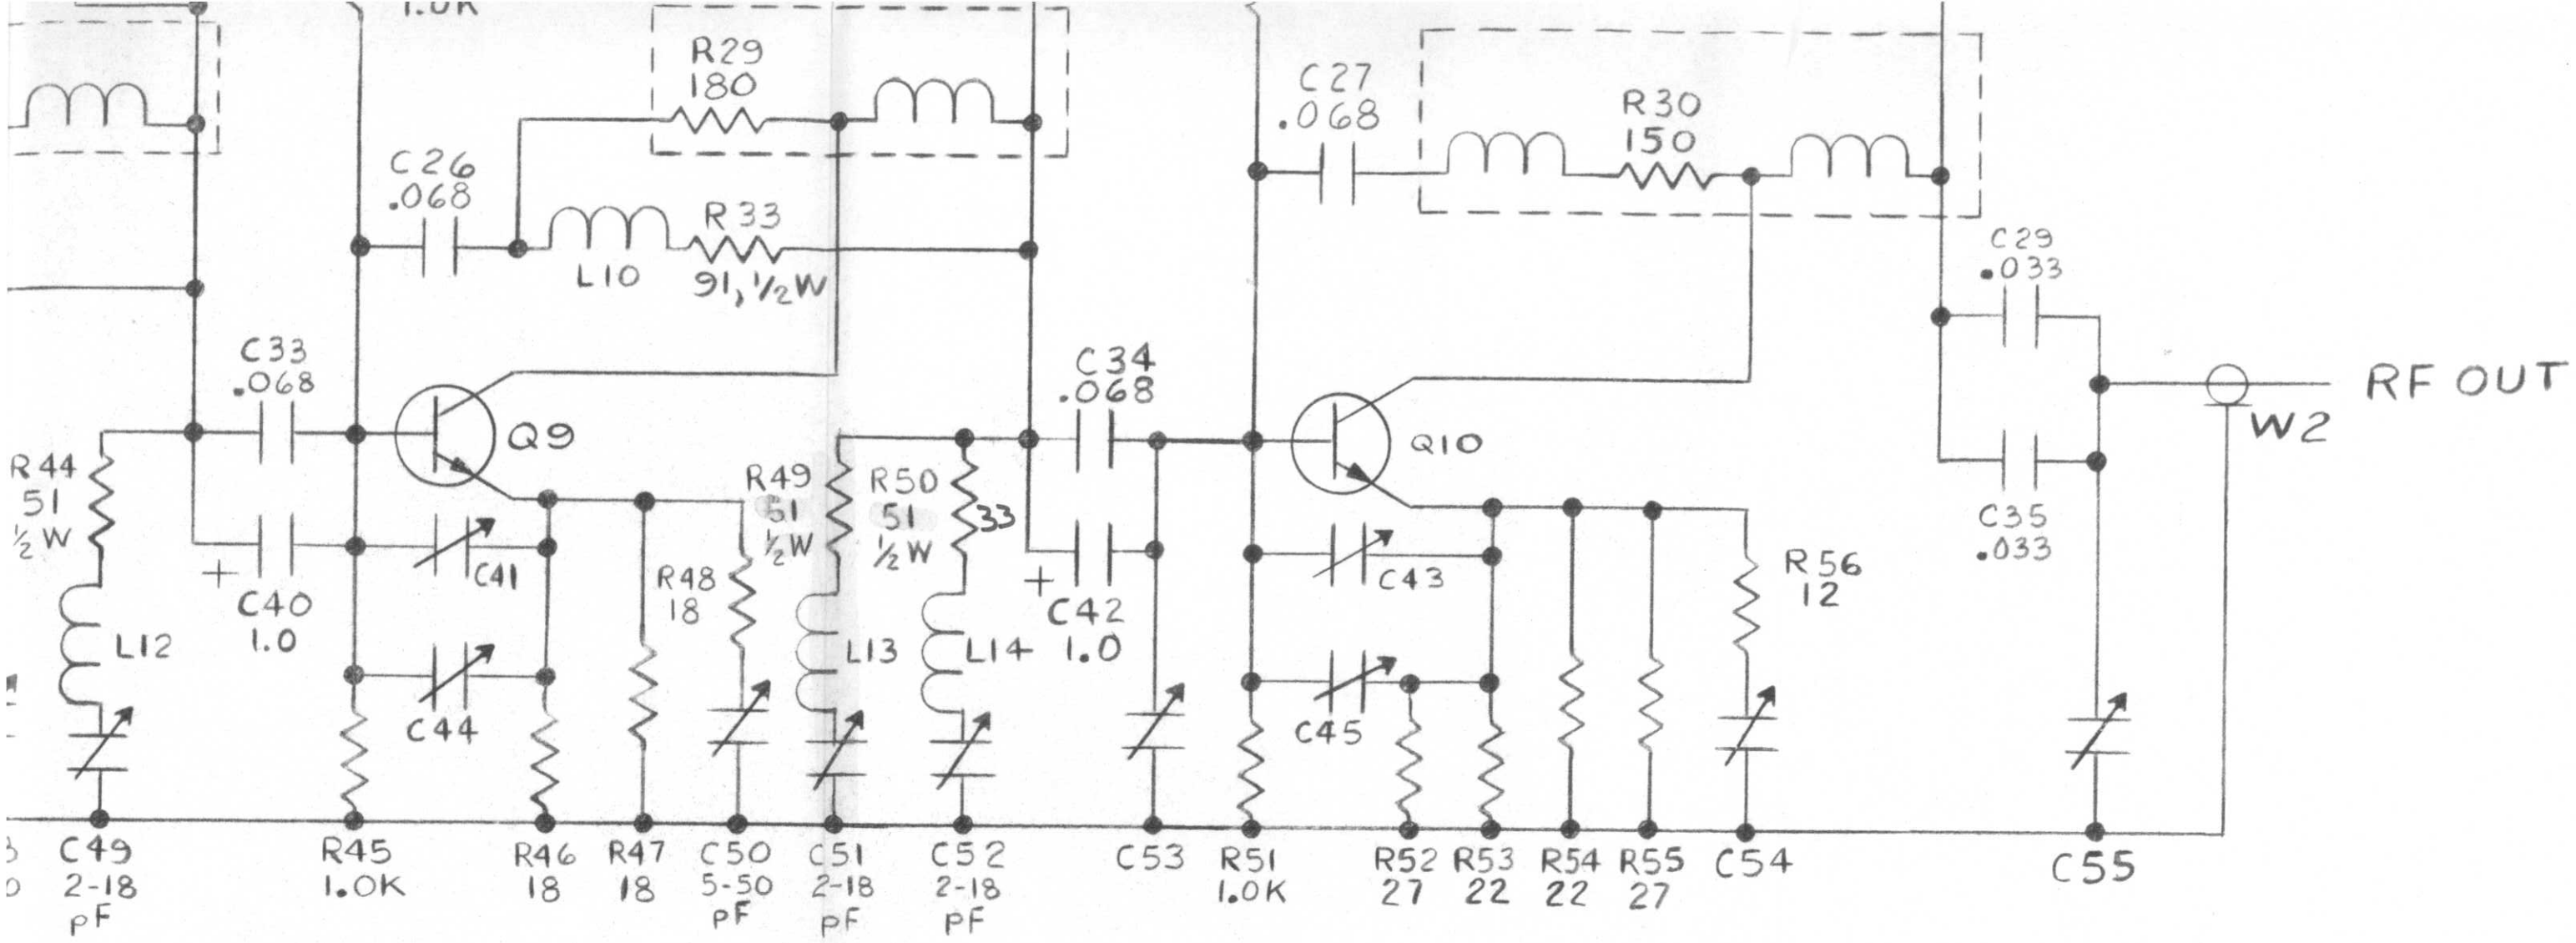 1.0K
R29
180
C27
.068
R30
150
C26
.068
R33
L10
91, ½W
C29
.033
C33
.068
C34
.068
RF OUT
W2
Q9
Q10
R44
51
½W
R49
51
½W
R50
51
½W
33
C35
.033
+
C40
1.0
C41
R48
18
+
C42
1.0
C43
R56
12
L12
L13
L14
C44
C45
C49
2-18
pF
R45
1.0K
R46
18
R47
18
C50
5-50
pF
C51
2-18
pF
C52
2-18
pF
C53
R51
1.0K
R52
27
R53
22
R54
22
R55
27
C54
C55